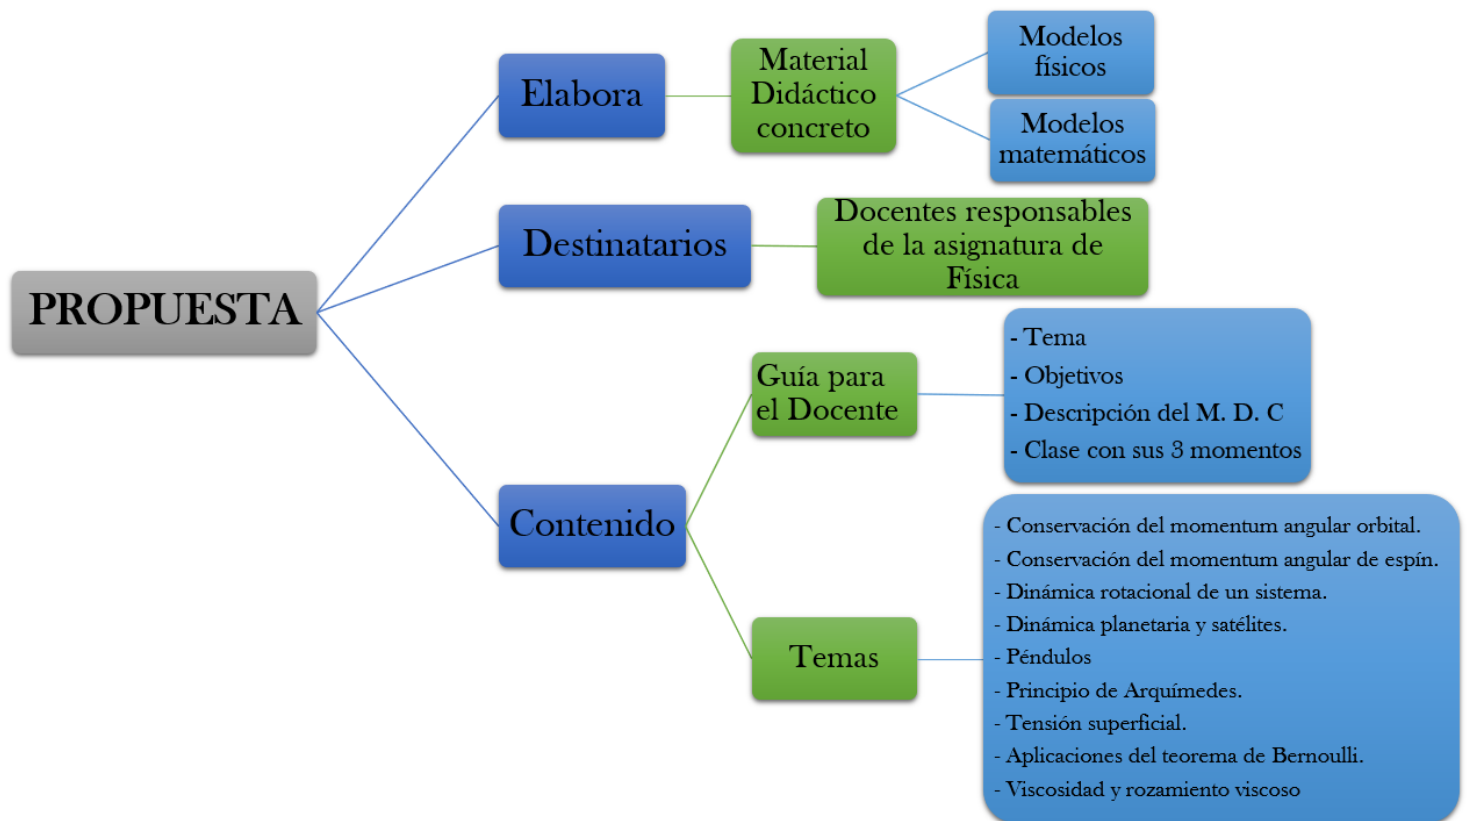 PROPUESTA
Elabora
Material
Didáctico
concreto
Modelos
físicos
Modelos
matemáticos
Destinatarios
Docentes responsables
de la asignatura de
Física
Contenido
Guía para
el Docente
- Tema
- Objetivos
- Descripción del M. D. C
- Clase con sus 3 momentos
Temas
- Conservación del momentum angular orbital.
- Conservación del momentum angular de espín.
- Dinámica rotacional de un sistema.
- Dinámica planetaria y satélites.
- Péndulos
- Principio de Arquímedes.
- Tensión superficial.
- Aplicaciones del teorema de Bernoulli.
- Viscosidad y rozamiento viscoso